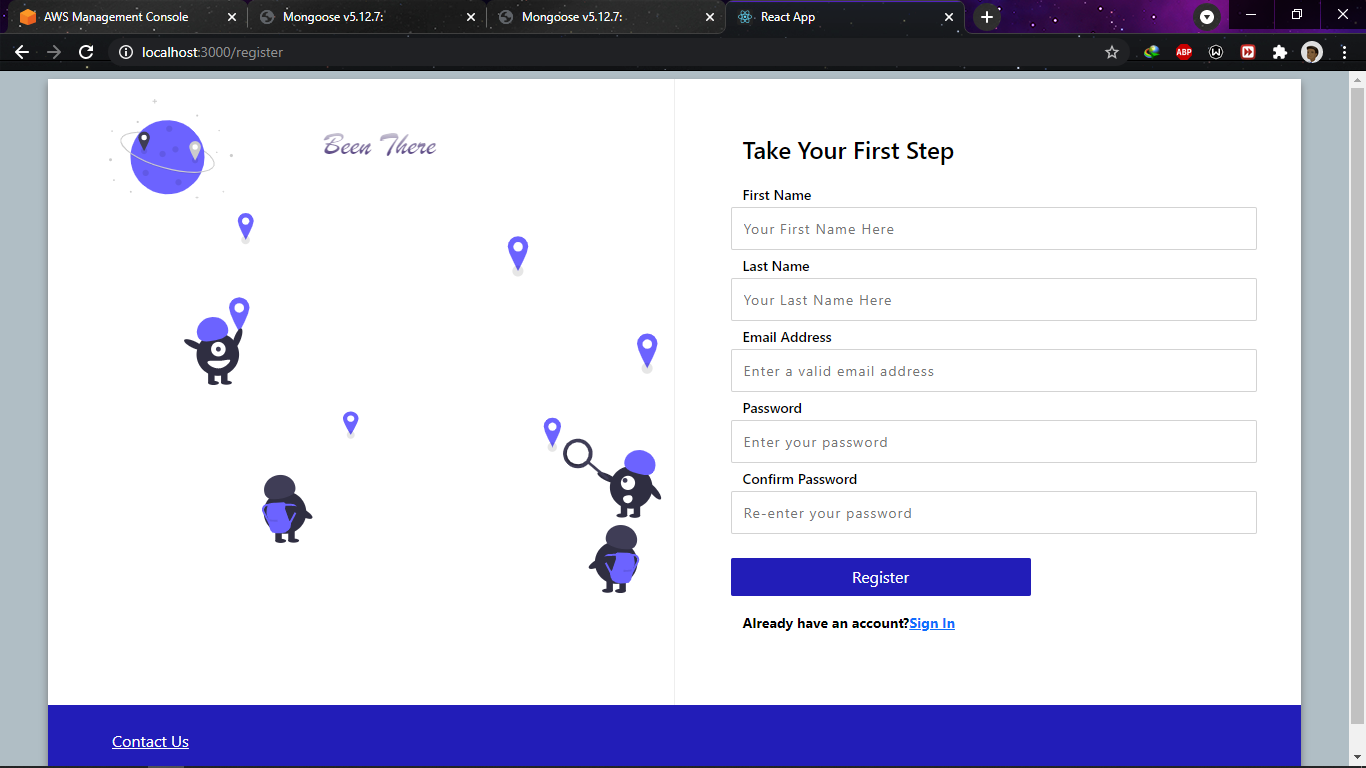 AWS Management Console
Mongoose v5.12.7:
Mongoose v5.12.7:
React App
localhost:3000/register
ABP
Been There
Take Your First Step
First Name
Your First Name Here
Last Name
Your Last Name Here
Email Address
Enter a valid email address
Password
Enter your password
Confirm Password
Re-enter your password
Register
Already have an account?Sign In
Contact Us